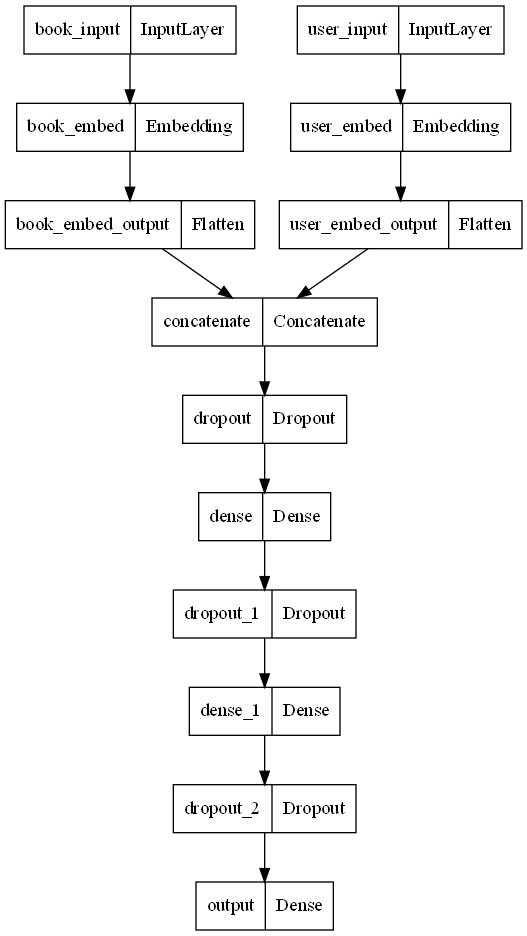 book_input InputLayer
user_input InputLayer
book_embed Embedding
user_embed Embedding
book_embed_output Flatten
user_embed_output Flatten
concatenate Concatenate
dropout Dropout
dense Dense
dropout_1 Dropout
dense_1 Dense
dropout_2 Dropout
output Dense